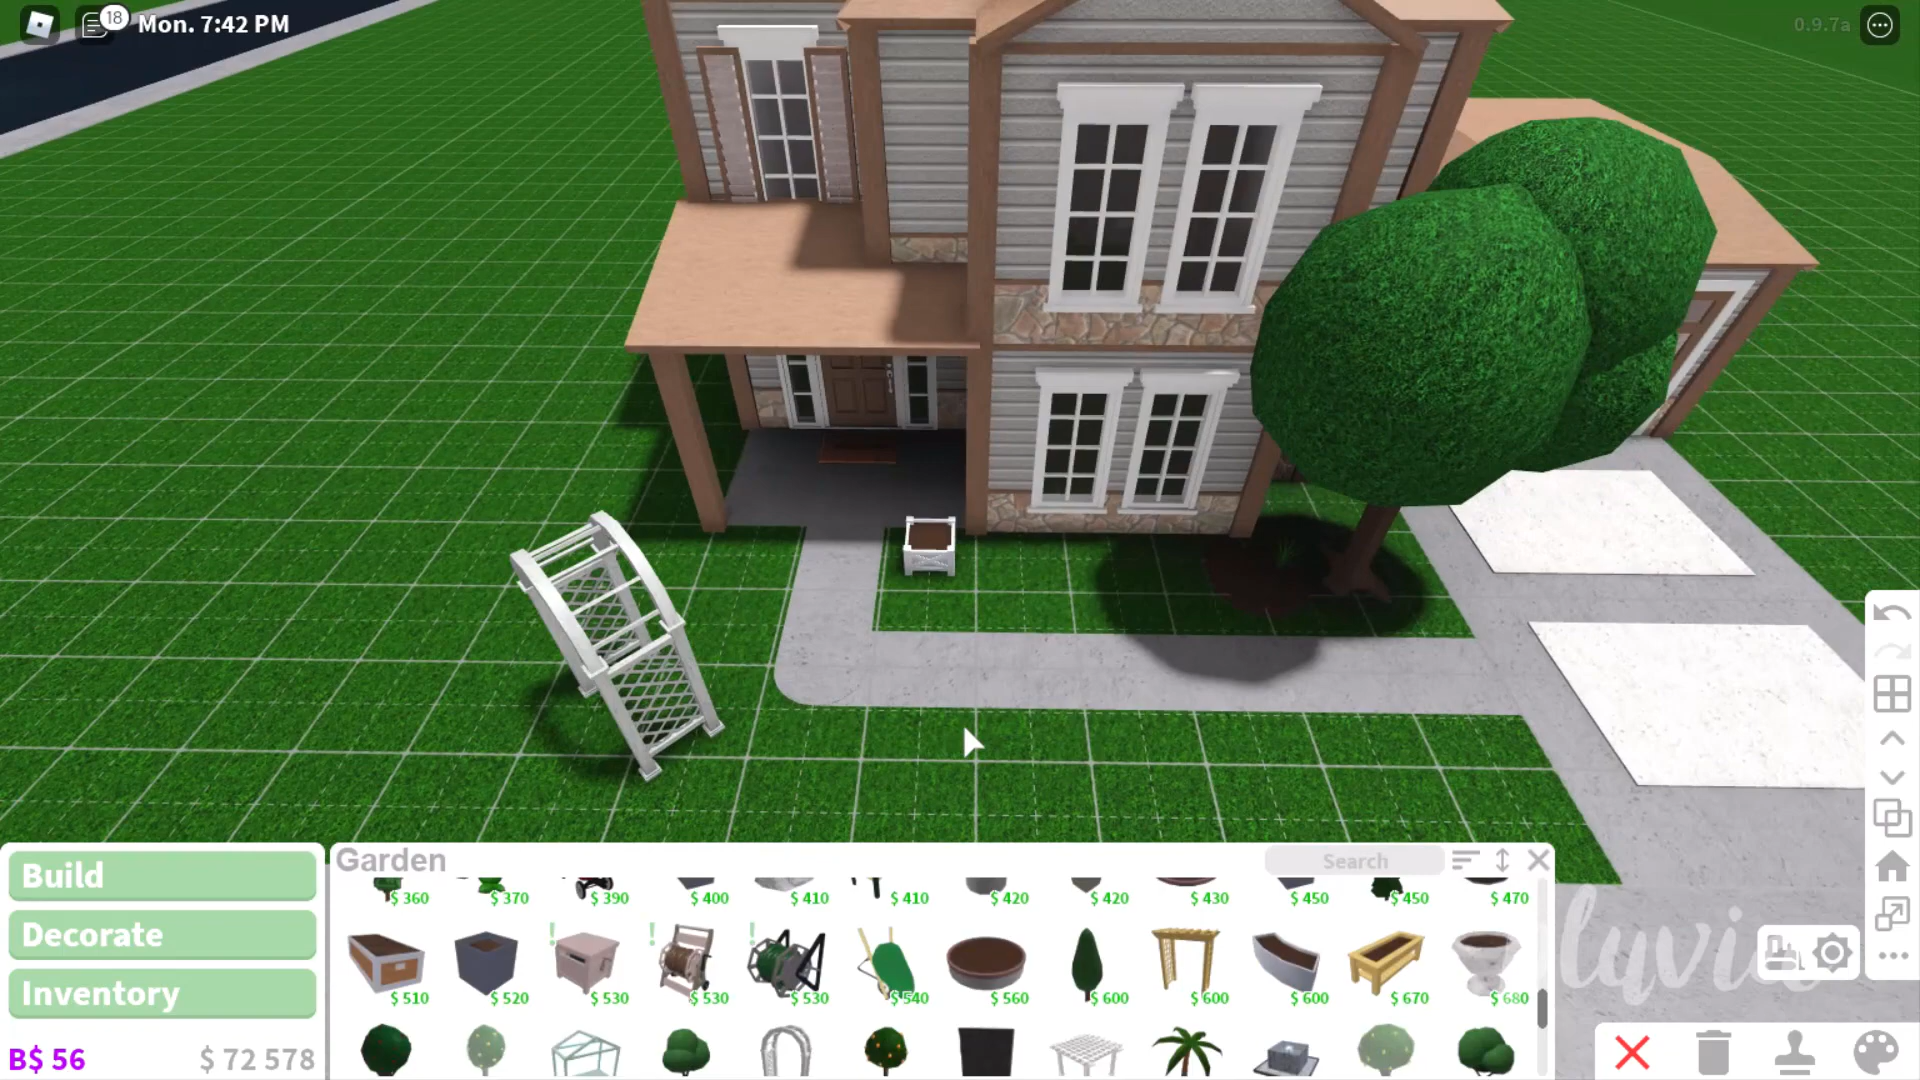 18 Mon. 7:42 PM
0.9.7a
Build
Decorate
Inventory
B$ 56
$ 72 578
Garden
Search
$ 360 $ 370 $ 390 $ 400 $ 410 $ 410 $ 420 $ 420 $ 430 $ 450 $ 450 $ 470
! ! !
$ 510 $ 520 $ 530 $ 530 $ 530 $ 540 $ 560 $ 600 $ 600 $ 600 $ 670 $ 680